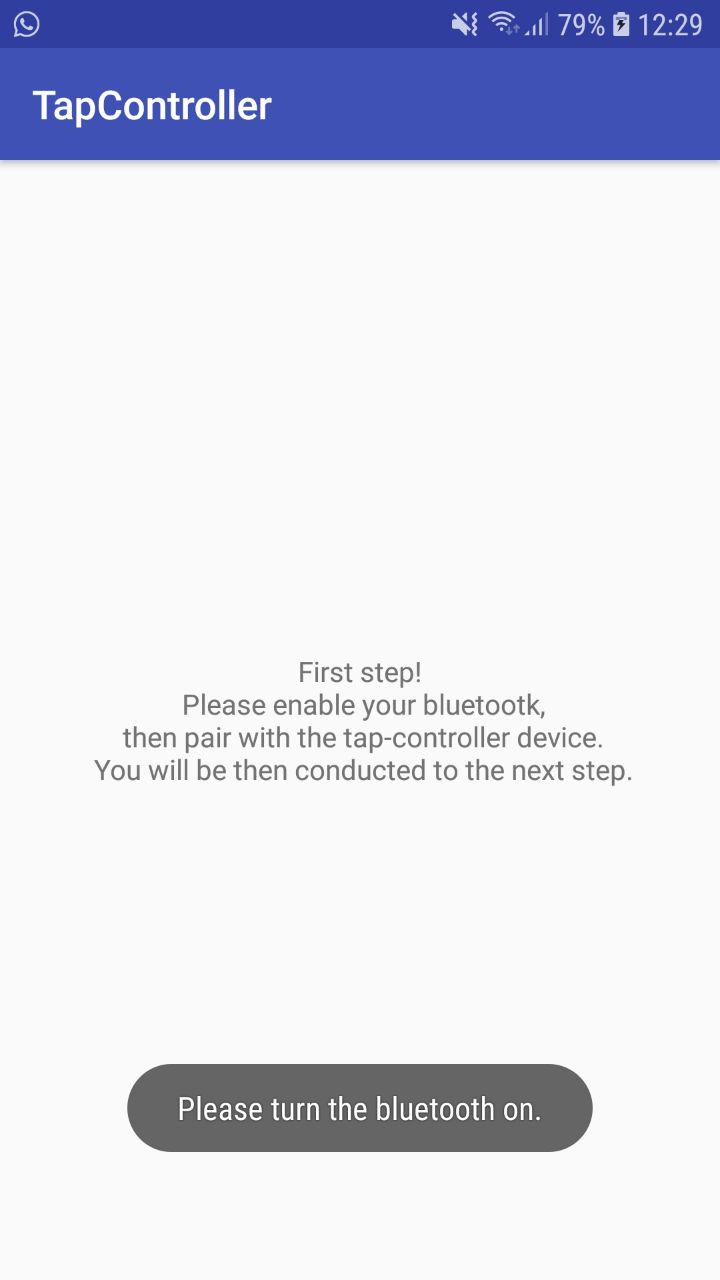 79% 12:29
TapController
First step!
Please enable your bluetootk,
then pair with the tap-controller device.
You will be then conducted to the next step.
Please turn the bluetooth on.